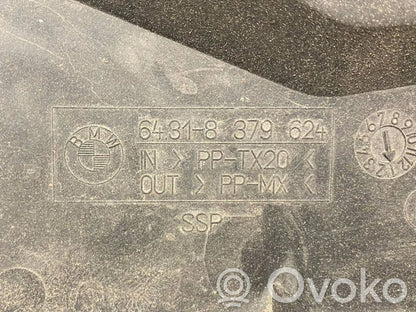 BMW
64.31-8 379 624
IN > PP-TX20 <
OUT > PP-MX <
SSP
Ovoko